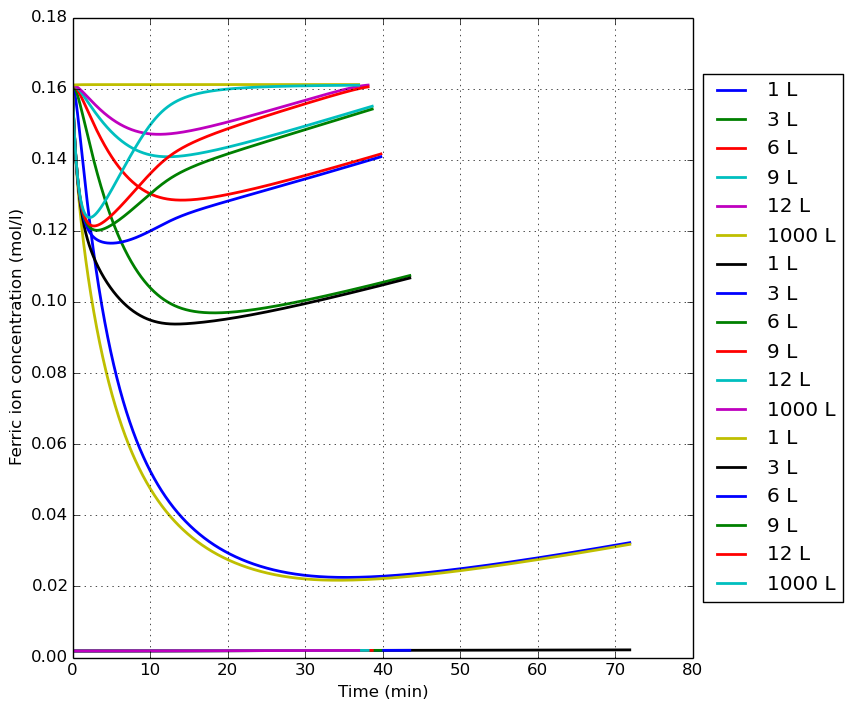 0.18
0.16
0.14
0.12
0.10
0.08
0.06
0.04
0.02
0.00
Ferric ion concentration (mol/l)
0 10 20 30 40 50 60 70 80
Time (min)
1 L
3 L
6 L
9 L
12 L
1000 L
1 L
3 L
6 L
9 L
12 L
1000 L
1 L
3 L
6 L
9 L
12 L
1000 L